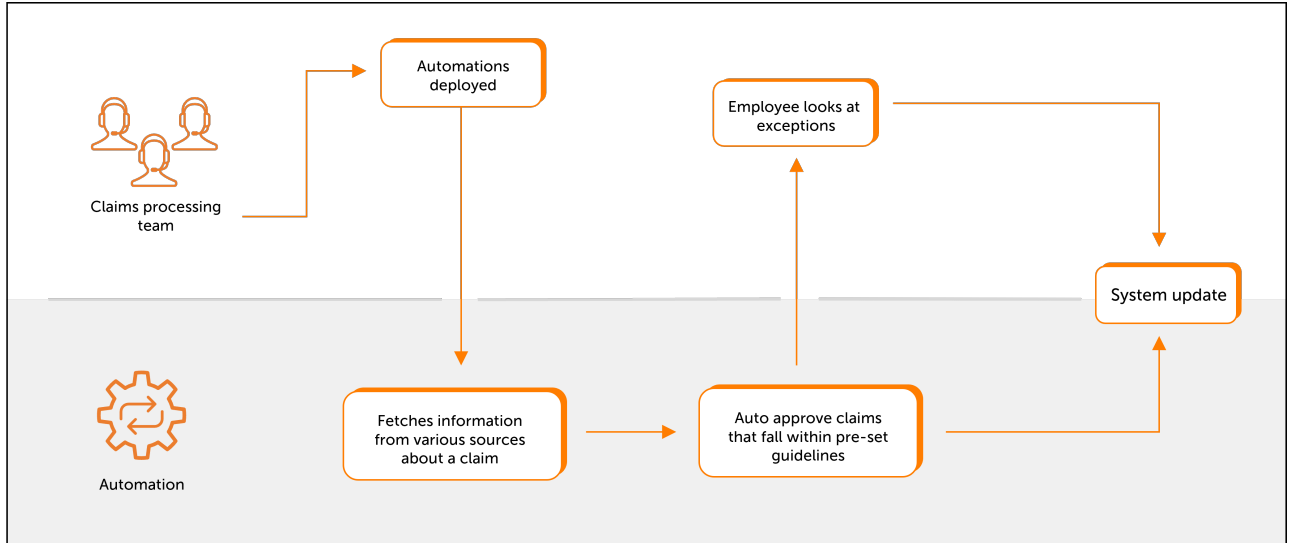 Automations
deployed
Employee looks at
exceptions
Claims processing
team
System update
Fetches information
from various sources
about a claim
Auto approve claims
that fall within pre-set
guidelines
Automation